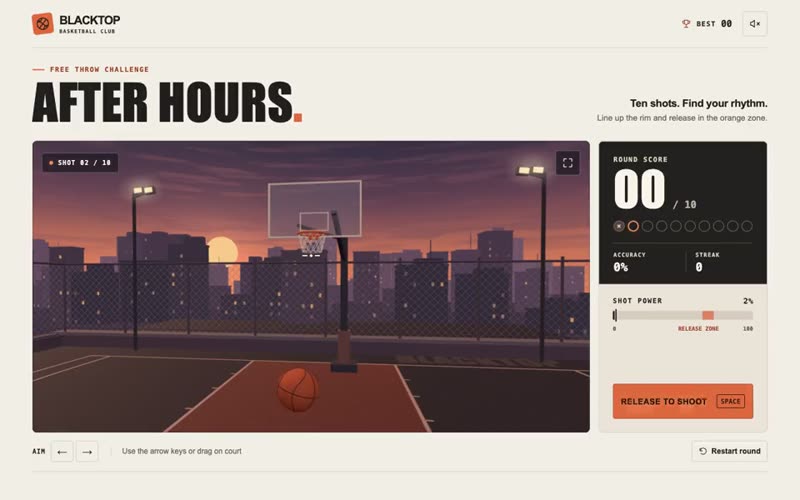 BLACKTOP
BASKETBALL CLUB
BEST 00
FREE THROW CHALLENGE
AFTER HOURS.
Ten shots. Find your rhythm.
Line up the rim and release in the orange zone.
SHOT 02 / 10
ROUND SCORE
00 / 10
ACCURACY
0%
STREAK
0
SHOT POWER 2%
0 RELEASE ZONE 100
RELEASE TO SHOOT SPACE
AIM ← → Use the arrow keys or drag on court
Restart round